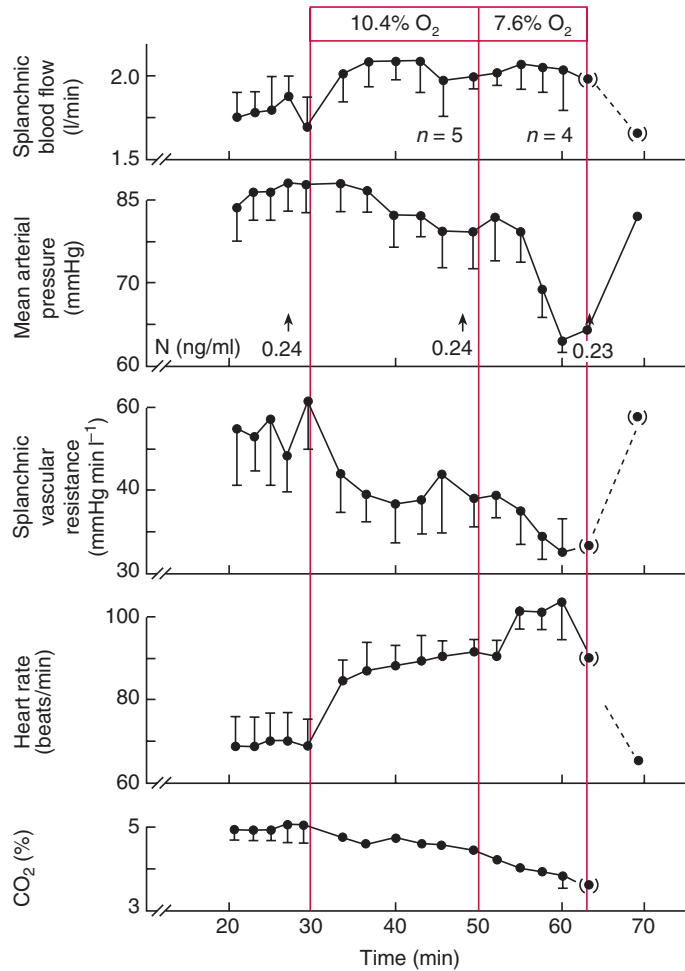 10.4% O2
7.6% O2
Splanchnic
blood flow
(l/min)
2.0
1.5
n = 5
n = 4
Mean arterial
pressure
(mmHg)
85
70
60
N (ng/ml)
0.24
0.24
0.23
Splanchnic
vascular
resistance
(mmHg min l−1)
60
40
30
Heart rate
(beats/min)
100
80
60
CO2 (%)
5
3
20
30
40
50
60
70
Time (min)